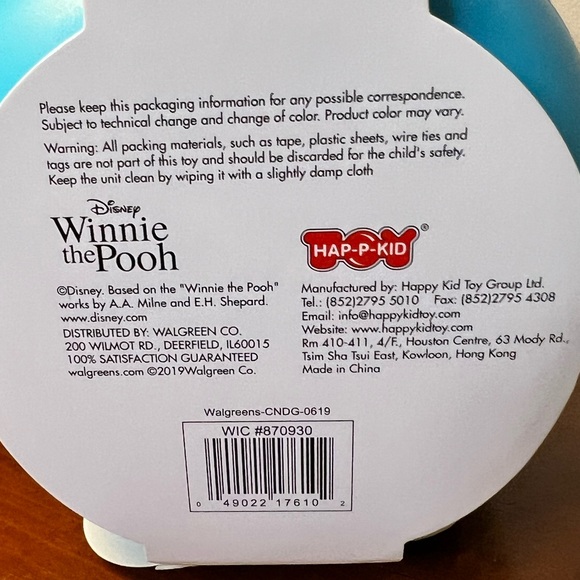 Please keep this packaging information for any possible correspondence.
Subject to technical change and change of color. Product color may vary.
Warning: All packing materials, such as tape, plastic sheets, wire ties and
tags are not part of this toy and should be discarded for the child's safety.
Keep the unit clean by wiping it with a slightly damp cloth
Disney
Winnie
the Pooh
©Disney. Based on the "Winnie the Pooh"
works by A.A. Milne and E.H. Shepard.
www.disney.com
DISTRIBUTED BY: WALGREEN CO.
200 WILMOT RD., DEERFIELD, IL60015
100% SATISFACTION GUARANTEED
walgreens.com ©2019Walgreen Co.
HAP-P-KID®
Manufactured by: Happy Kid Toy Group Ltd.
Tel.: (852)2795 5010 Fax: (852)2795 4308
Email: info@happykidtoy.com
Website: www.happykidtoy.com
Rm 410-411, 4/F., Houston Centre, 63 Mody Rd.,
Tsim Sha Tsui East, Kowloon, Hong Kong
Made in China
Walgreens-CNDG-0619
WIC #870930
0 49022 17610 2